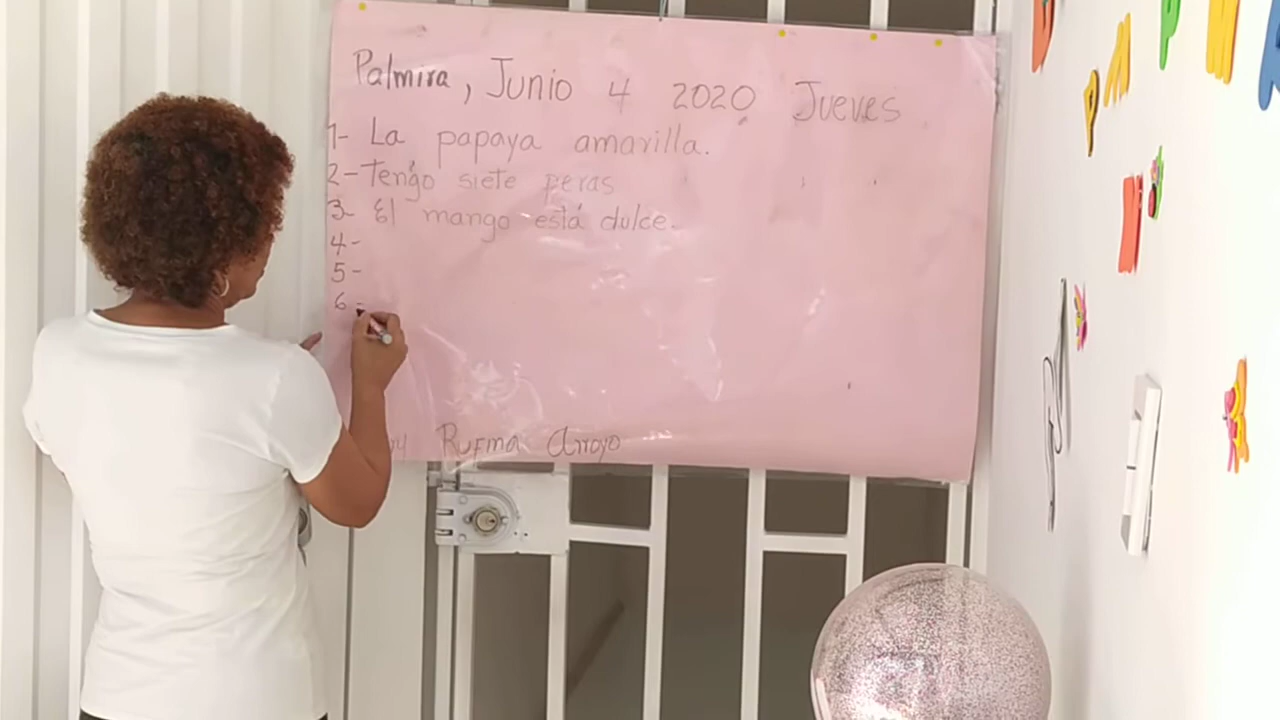 Palmira, Junio 4 2020 Jueves
1- La papaya amarilla.
2- Tengo siete peras
3- El mango está dulce.
4-
5-
6-
Rufma Arroyo